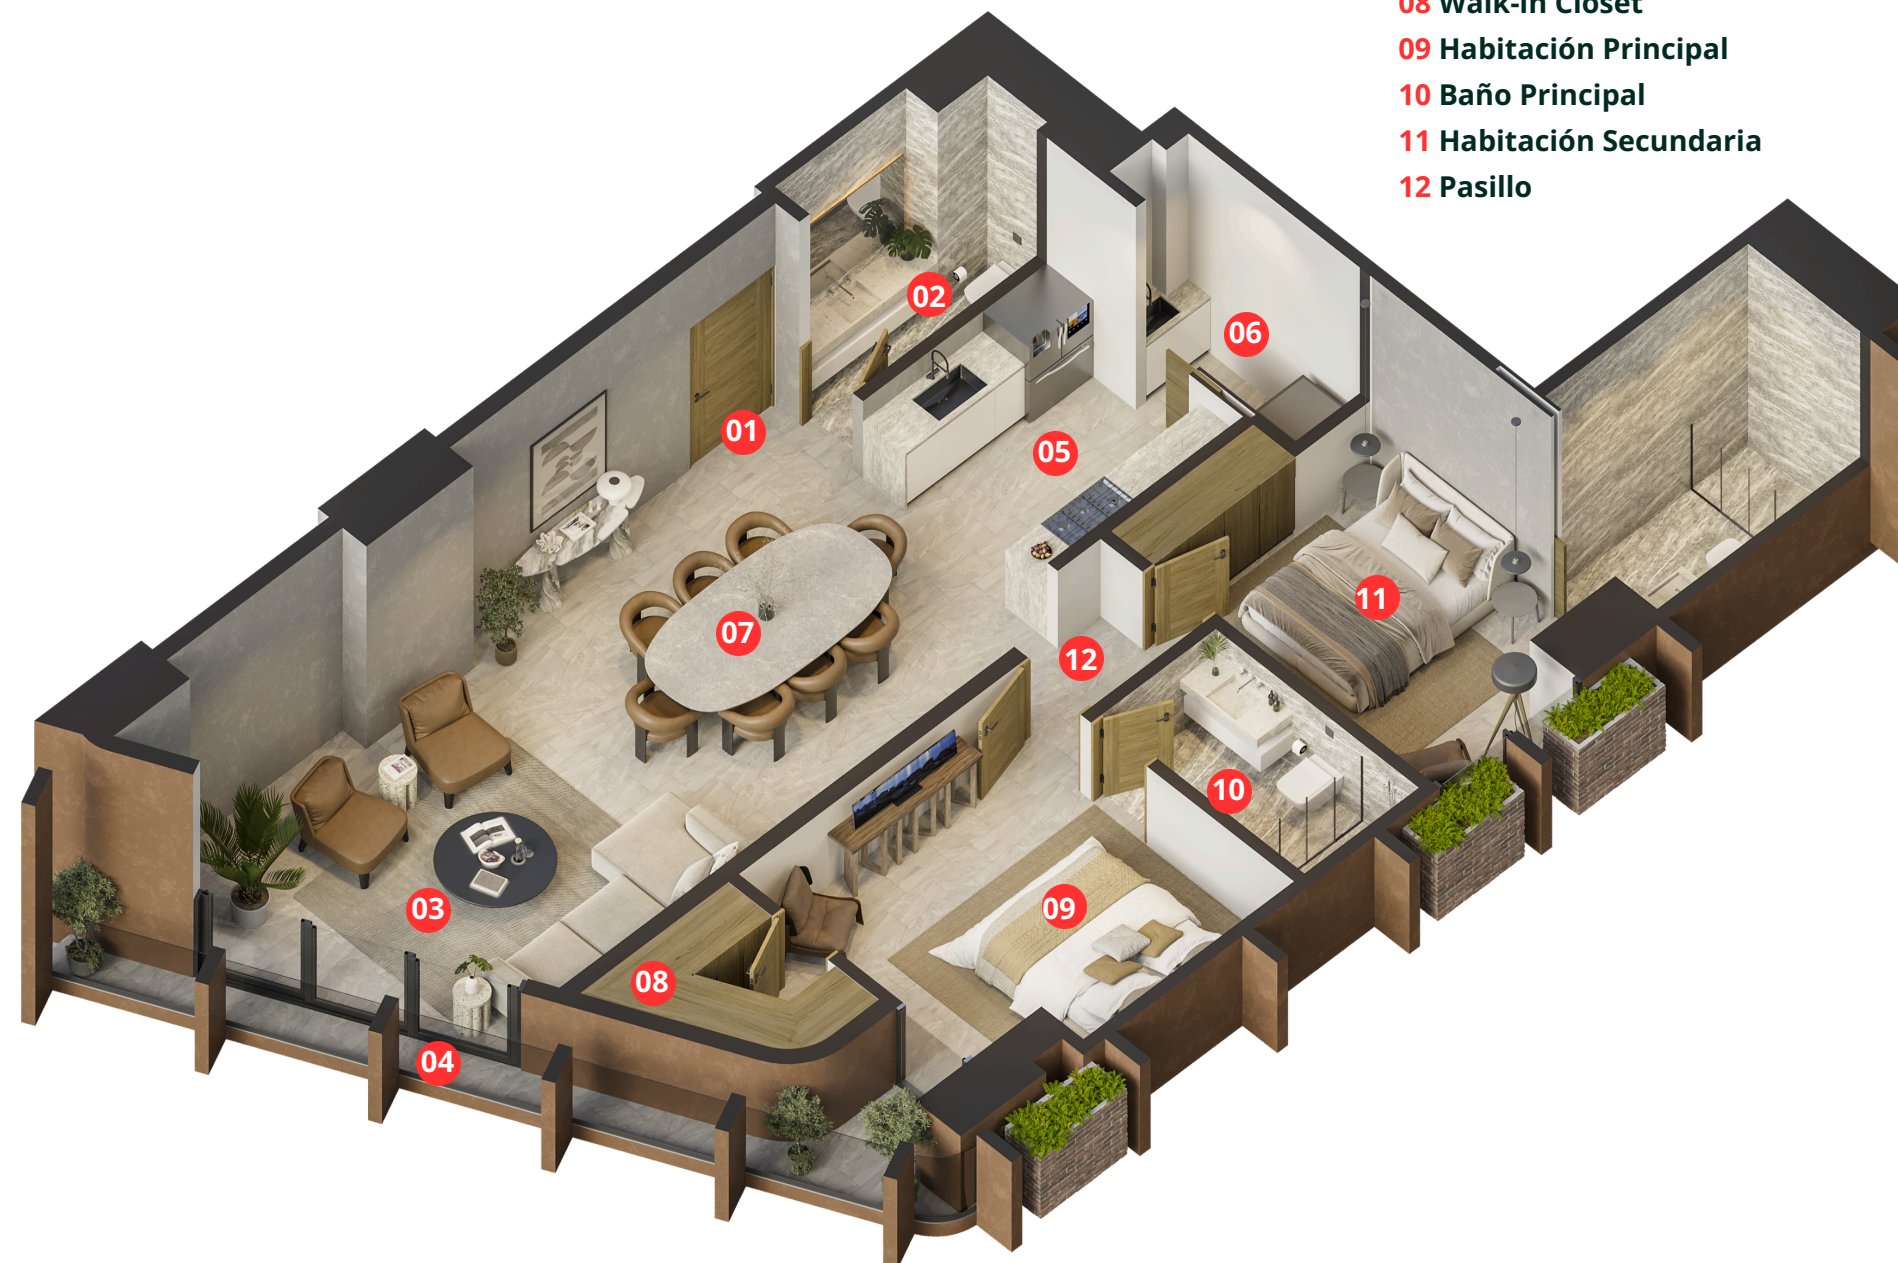 08 Walk-in Closet
09 Habitación Principal
10 Baño Principal
11 Habitación Secundaria
12 Pasillo
02
06
01
05
11
07
12
10
03
09
08
04